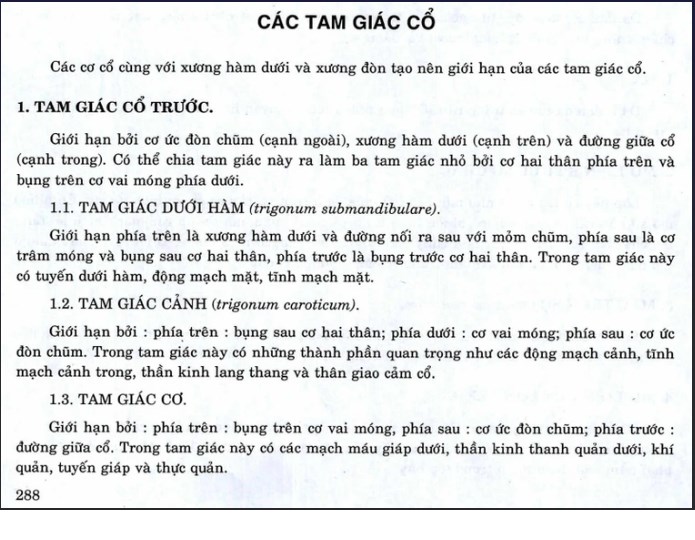 CÁC TAM GIÁC CỔ
Các cơ cổ cùng với xương hàm dưới và xương đòn tạo nên giới hạn của các tam giác cổ.
1. TAM GIÁC CỔ TRƯỚC.
Giới hạn bởi cơ ức đòn chũm (cạnh ngoài), xương hàm dưới (cạnh trên) và đường giữa cổ
(cạnh trong). Có thể chia tam giác này ra làm ba tam giác nhỏ bởi cơ hai thân phía trên và
bụng trên cơ vai móng phía dưới.
1.1. TAM GIÁC DƯỚI HÀM (trigonum submandibulare).
Giới hạn phía trên là xương hàm dưới và đường nối ra sau với mỏm chũm, phía sau là cơ
trâm móng và bụng sau cơ hai thân, phía trước là bụng trước cơ hai thân. Trong tam giác này
có tuyến dưới hàm, động mạch mặt, tĩnh mạch mặt.
1.2. TAM GIÁC CẢNH (trigonum caroticum).
Giới hạn bởi : phía trên : bụng sau cơ hai thân; phía dưới : cơ vai móng; phía sau : cơ ức
đòn chũm. Trong tam giác này có những thành phần quan trọng như các động mạch cảnh, tĩnh
mạch cảnh trong, thần kinh lang thang và thân giao cảm cổ.
1.3. TAM GIÁC CƠ.
Giới hạn bởi : phía trên : bụng trên cơ vai móng, phía sau : cơ ức đòn chũm; phía trước :
đường giữa cổ. Trong tam giác này có các mạch máu giáp dưới, thần kinh thanh quản dưới, khí
quản, tuyến giáp và thực quản.
288